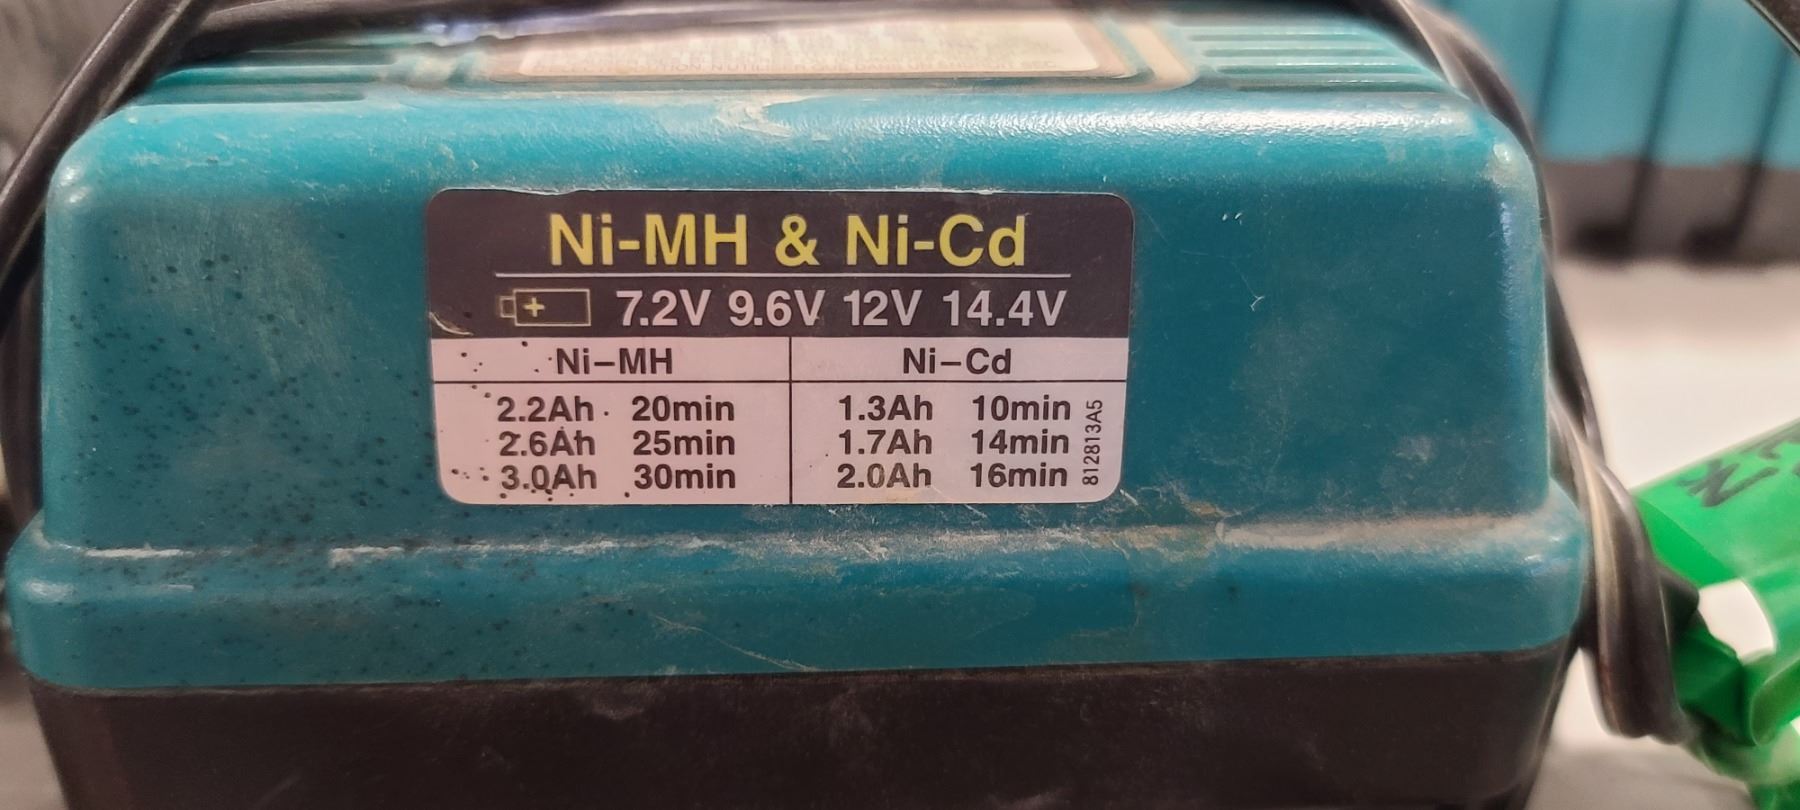 Ni-MH & Ni-Cd
+ 7.2V 9.6V 12V 14.4V
Ni-MH Ni-Cd
2.2Ah 20min 1.3Ah 10min
2.6Ah 25min 1.7Ah 14min
3.0Ah 30min 2.0Ah 16min
812813A5